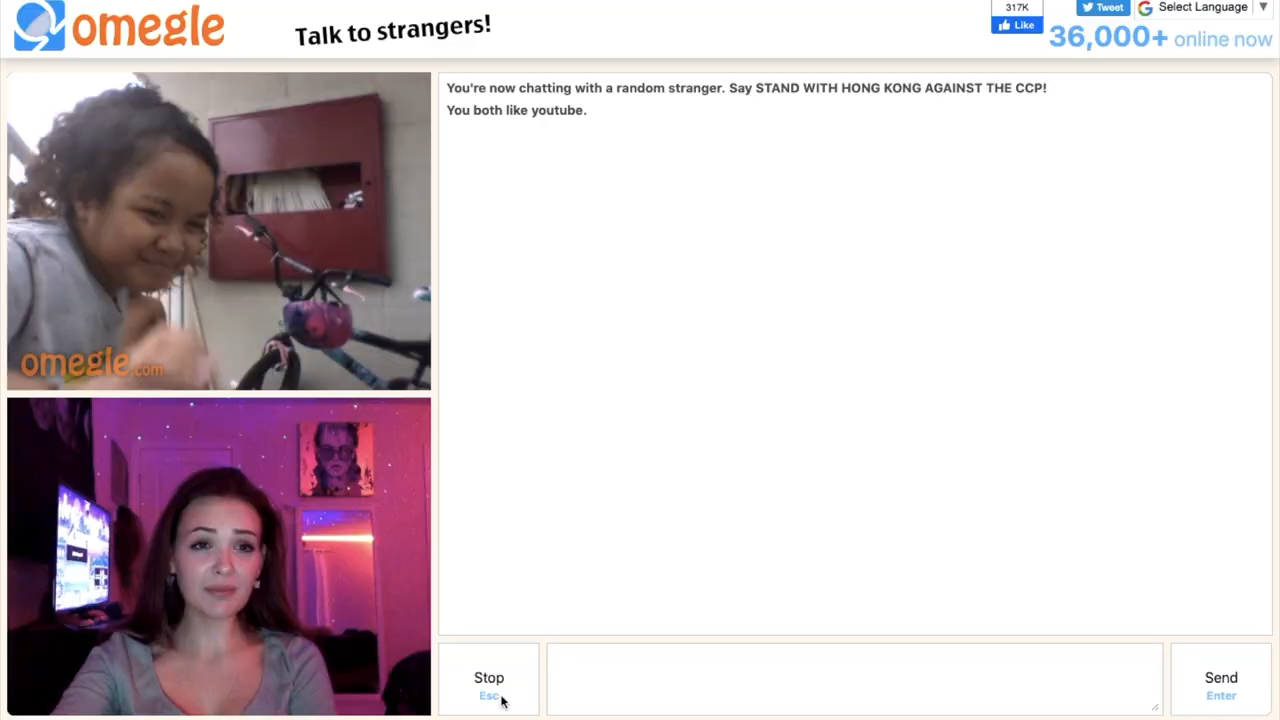 omegle
Talk to strangers!
317K
Like
Tweet
Select Language
36,000+ online now
You're now chatting with a random stranger. Say STAND WITH HONG KONG AGAINST THE CCP!
You both like youtube.
omegle.com
Stop
Esc
Send
Enter